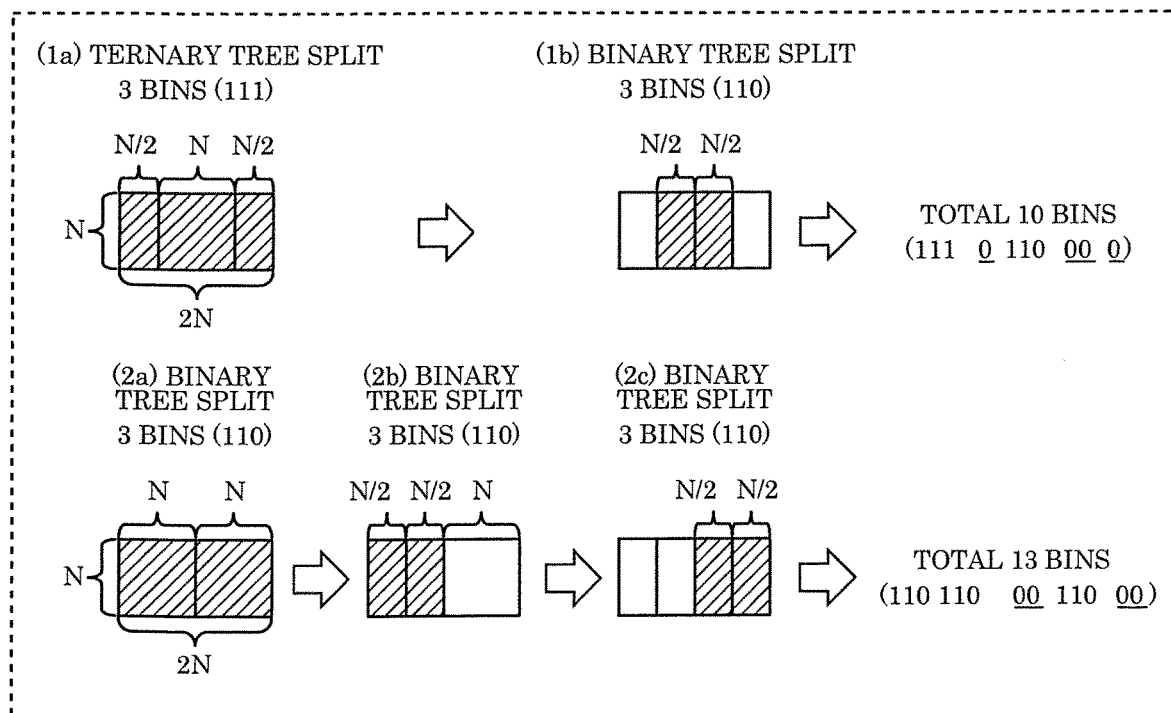 (1a) TERNARY TREE SPLIT
3 BINS (111)
N/2 N N/2
N
2N
(1b) BINARY TREE SPLIT
3 BINS (110)
N/2 N/2
TOTAL 10 BINS
(111 0 110 00 0)
(2a) BINARY
TREE SPLIT
3 BINS (110)
N N
N
2N
(2b) BINARY
TREE SPLIT
3 BINS (110)
N/2 N/2 N
(2c) BINARY
TREE SPLIT
3 BINS (110)
N/2 N/2
TOTAL 13 BINS
(110 110 00 110 00)